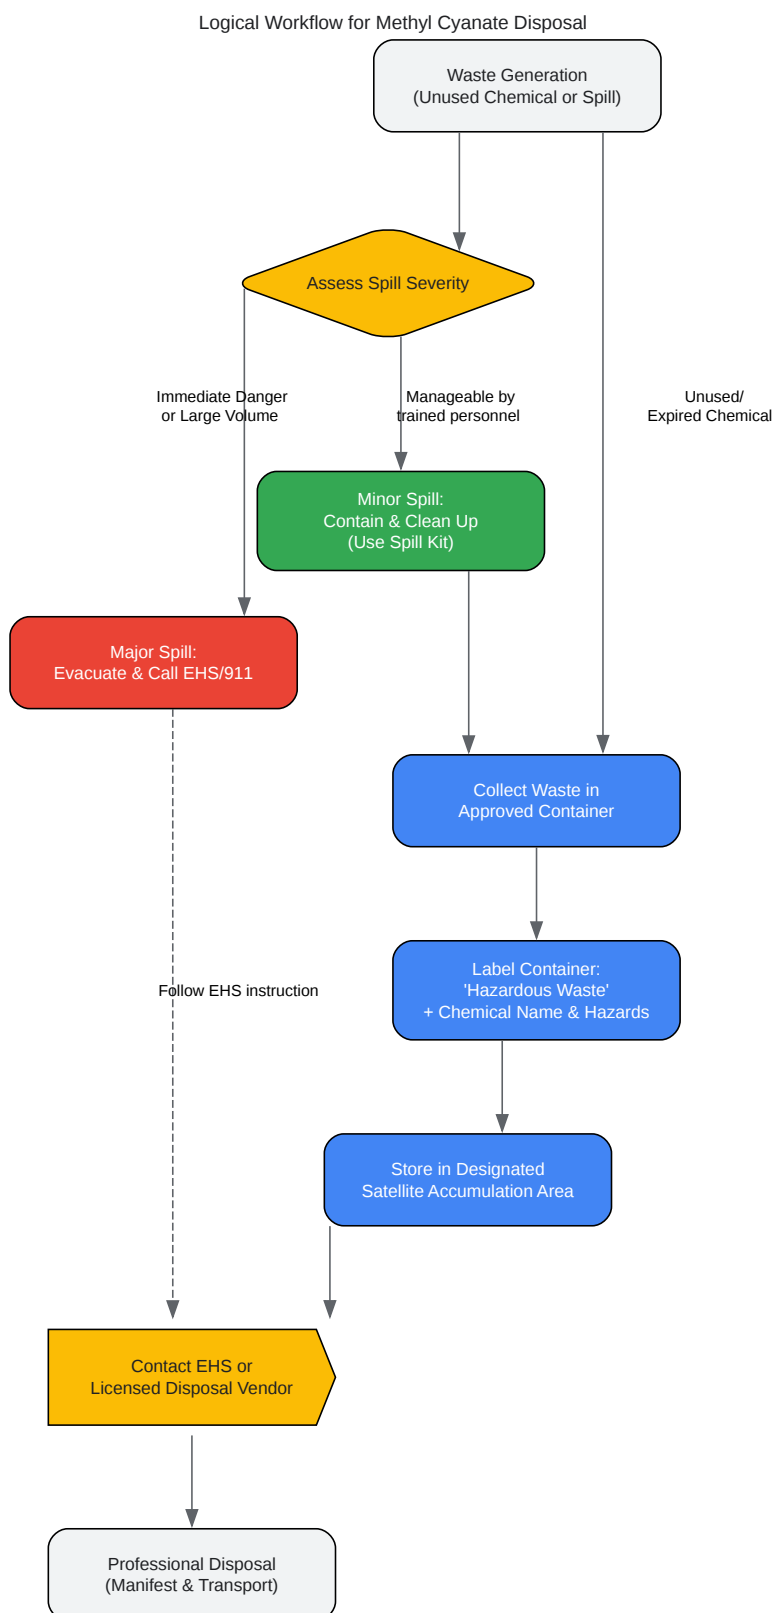 Logical Workflow for Methyl Cyanate Disposal
Waste Generation
(Unused Chemical or Spill)
Assess Spill Severity
Immediate Danger
or Large Volume
Manageable by
trained personnel
Unused/
Expired Chemical
Minor Spill:
Contain & Clean Up
(Use Spill Kit)
Major Spill:
Evacuate & Call EHS/911
Collect Waste in
Approved Container
Label Container:
'Hazardous Waste'
+ Chemical Name & Hazards
Follow EHS instruction
Store in Designated
Satellite Accumulation Area
Contact EHS or
Licensed Disposal Vendor
Professional Disposal
(Manifest & Transport)